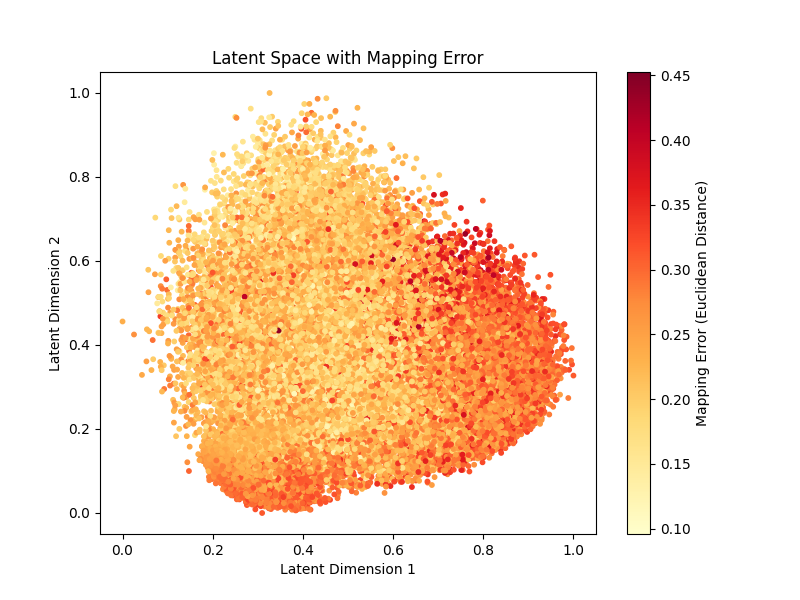 Latent Space with Mapping Error
1.0
0.8
0.6
0.4
0.2
0.0
Latent Dimension 2
0.0 0.2 0.4 0.6 0.8 1.0
Latent Dimension 1
0.45
0.40
0.35
0.30
0.25
0.20
0.15
0.10
Mapping Error (Euclidean Distance)